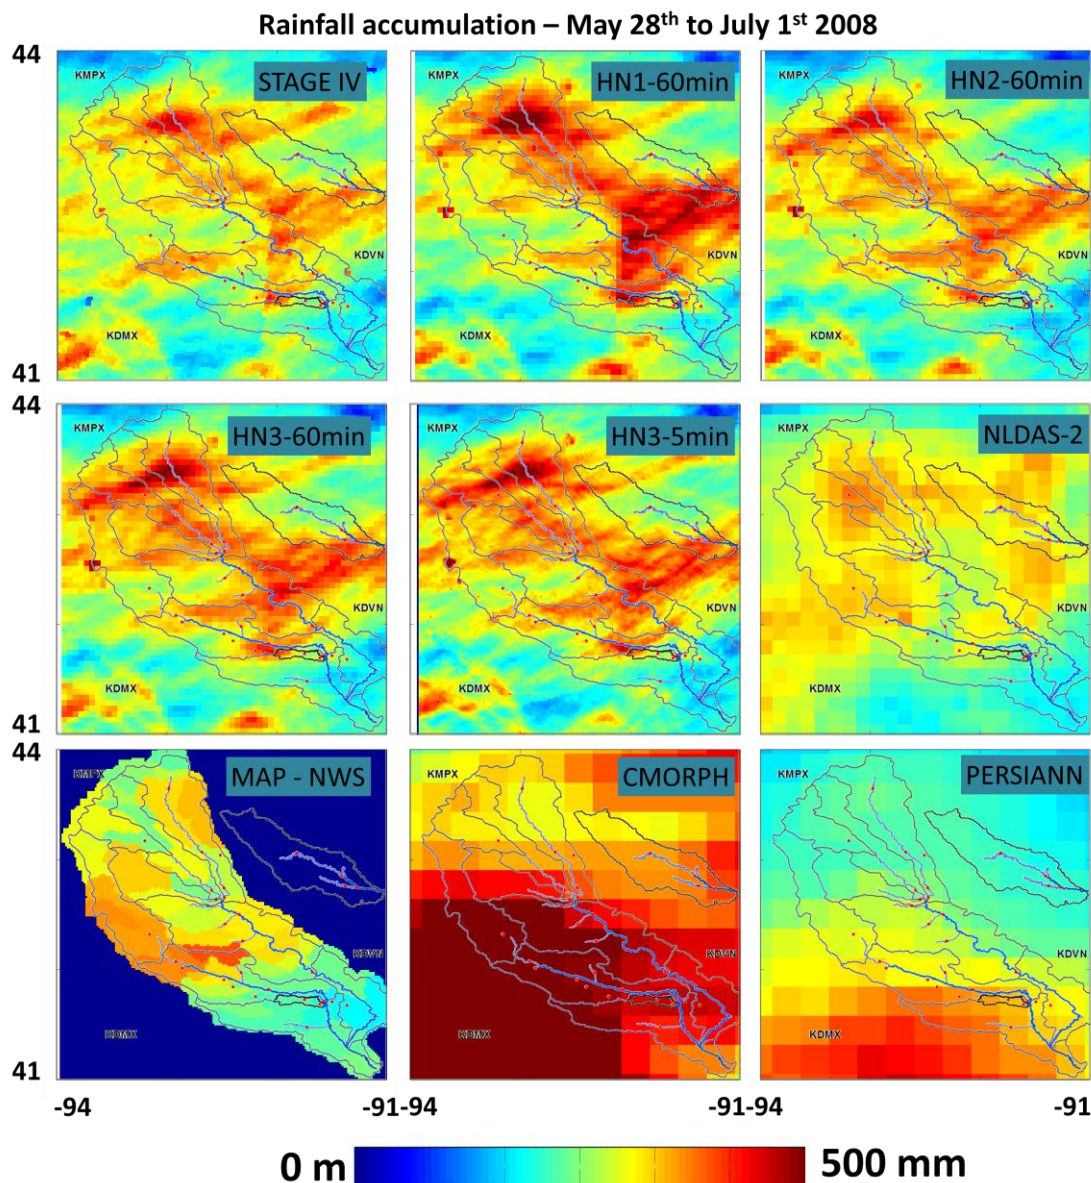 Rainfall accumulation – May 28th to July 1st 2008
44
KMPX
STAGE IV
KDVN
KDMX
KMPX
HN1-60min
KDVN
KDMX
KMPX
HN2-60min
KDVN
KDMX
41
44
KMPX
HN3-60min
KDVN
KDMX
KMPX
HN3-5min
KDVN
KDMX
KMPX
NLDAS-2
KDVN
KDMX
41
44
KMPX
MAP - NWS
KDVN
KDMX
KMPX
CMORPH
KDVN
KDMX
KMPX
PERSIANN
KDVN
KDMX
41
-94
-91-94
-91-94
-91
0 m
500 mm